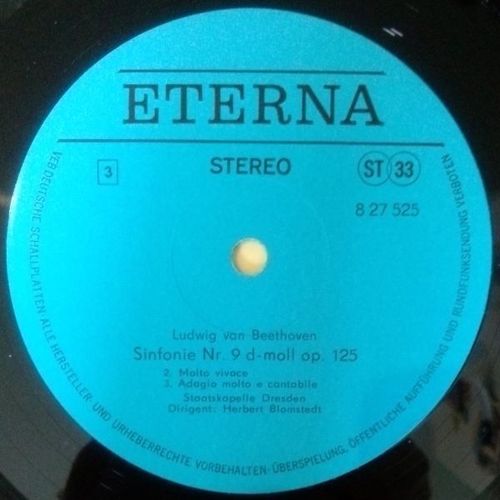 ETERNA
3
STEREO
ST 33
8 27 525
Ludwig van Beethoven
Sinfonie Nr. 9 d-moll op. 125
2. Molto vivace
3. Adagio molto e cantabile
Staatskapelle Dresden
Dirigent: Herbert Blomstedt
VEB DEUTSCHE SCHALLPLATTEN · ALLE HERSTELLER- UND URHEBERRECHTE VORBEHALTEN · ÜBERSPIELUNG, ÖFFENTLICHE AUFFÜHRUNG UND RUNDFUNKSENDUNG VERBOTEN